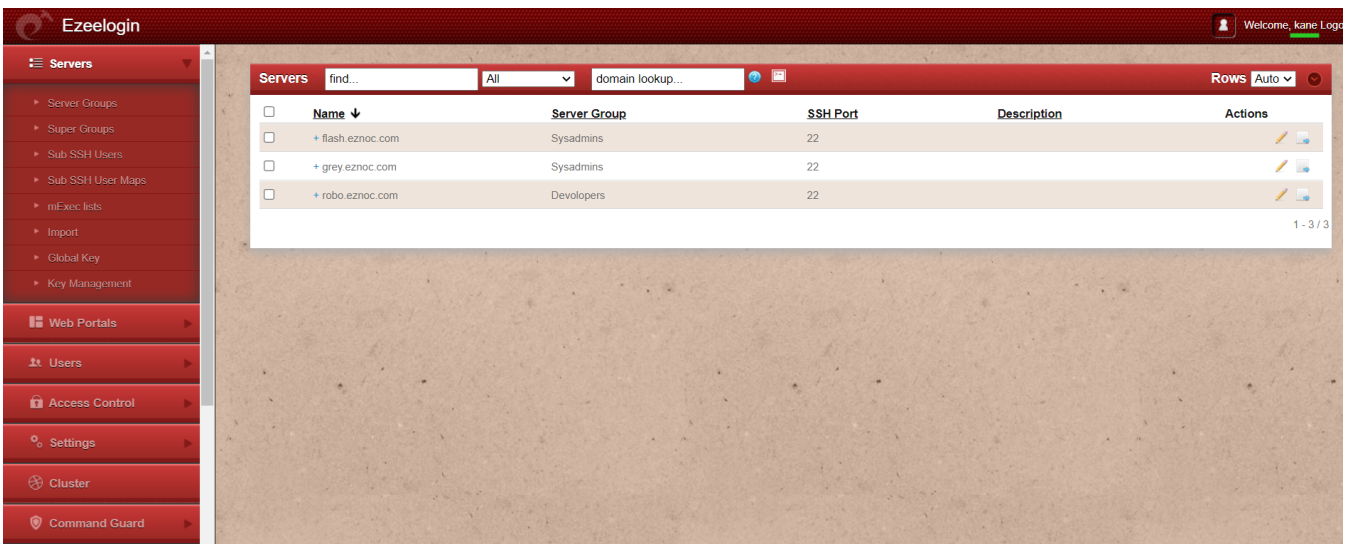 Ezeelogin
Welcome, kane Logo
Servers
Server Groups
Super Groups
Sub SSH Users
Sub SSH User Maps
mExec lists
Import
Global Key
Key Management
Web Portals
Users
Access Control
Settings
Cluster
Command Guard
Servers find... All domain lookup... Rows Auto
Name Server Group SSH Port Description Actions
+ flash.eznoc.com Sysadmins 22
+ grey.eznoc.com Sysadmins 22
+ robo.eznoc.com Devolopers 22
1 - 3 / 3